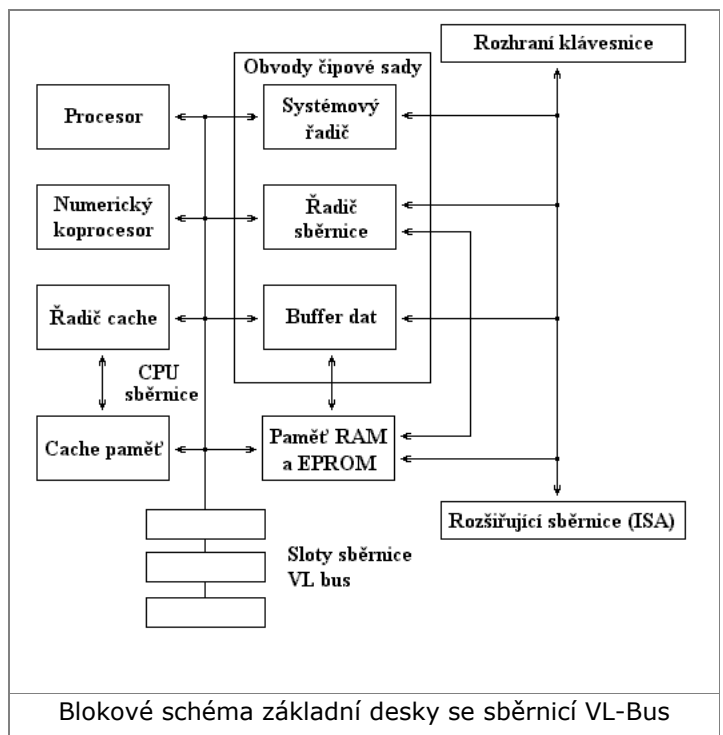 Rozhraní klávesnice
Obvody čipové sady
Procesor
Systémový
řadič
Numerický
koprocesor
Řadič
sběrnice
Řadič cache
Buffer dat
CPU
sběrnice
Cache paměť
Paměť RAM
a EPROM
Rozšiřující sběrnice (ISA)
Sloty sběrnice
VL bus
Blokové schéma základní desky se sběrnicí VL-Bus